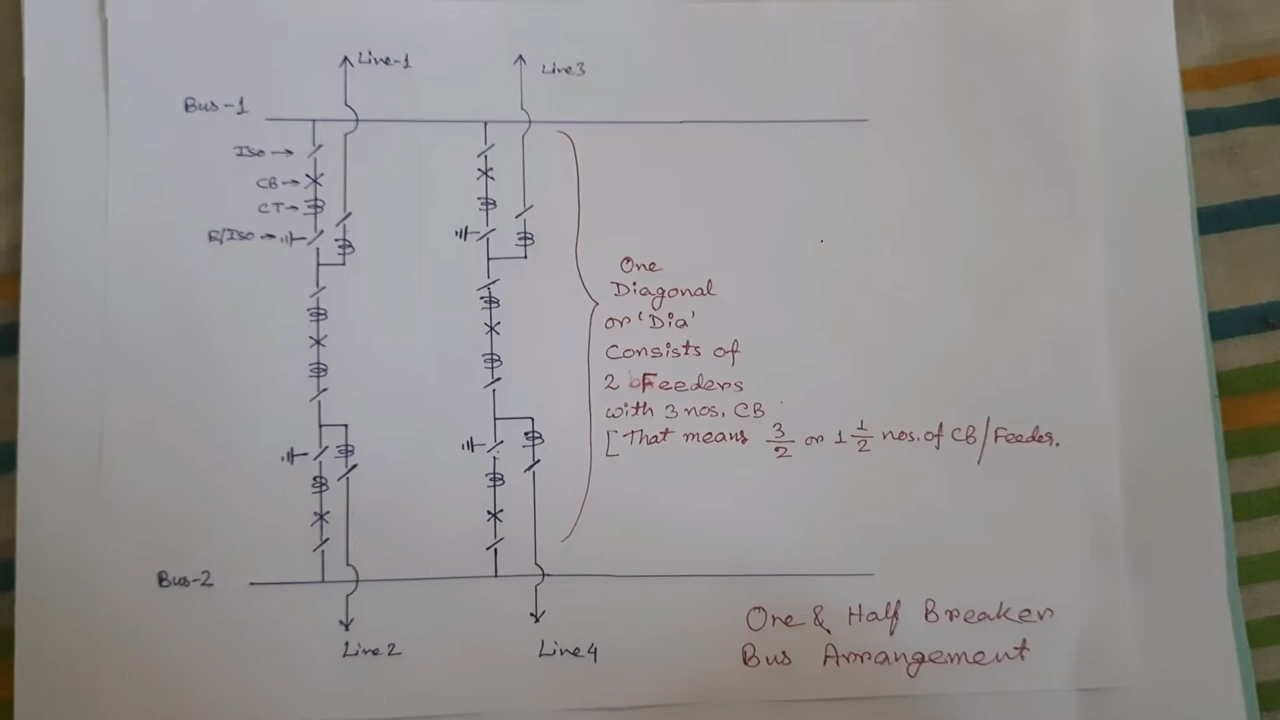 Line-1
Line3
Bus-1
Iso
CB
CT
E/Iso
One
Diagonal
or 'Dia'
Consists of
2 Feeders
with 3 nos. CB
[That means 3/2 or 1 1/2 nos. of CB/Feeder.
Bus-2
Line2
Line4
One & Half Breaker
Bus Arrangement